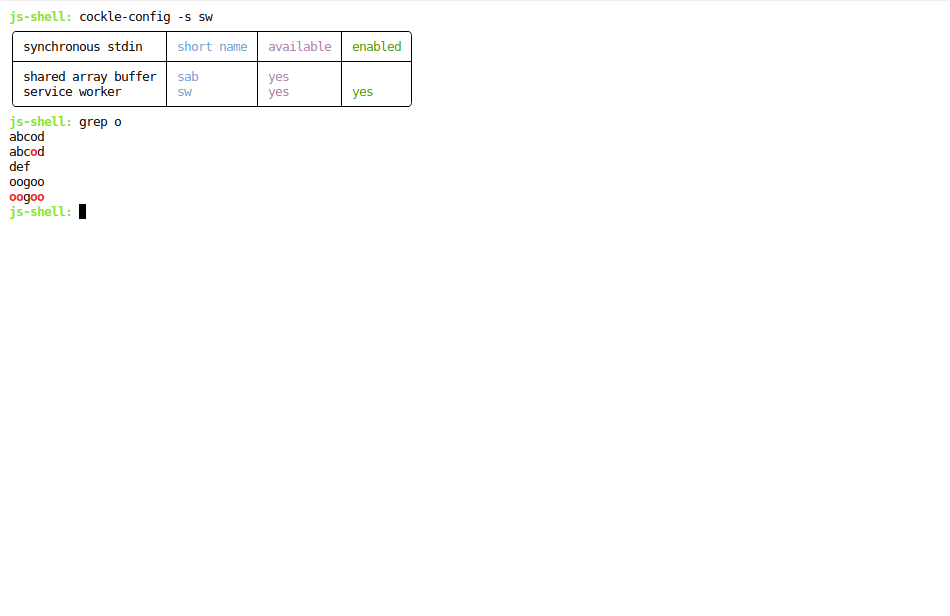 js-shell: cockle-config -s sw
synchronous stdin short name available enabled
shared array buffer sab yes
service worker sw yes yes
js-shell: grep o
abcod
abcod
def
oogoo
oogoo
js-shell: